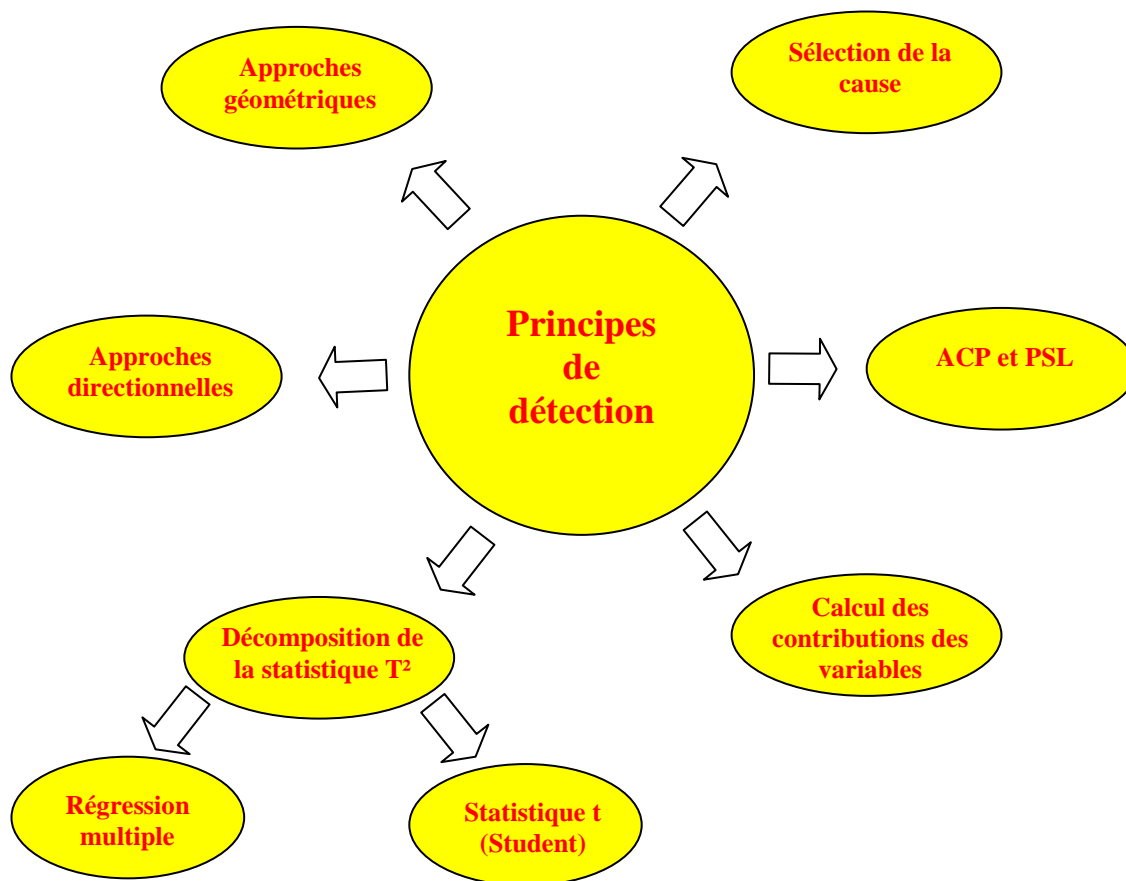 Approches
géométriques
Sélection de la
cause
Principes
de
détection
Approches
directionnelles
ACP et PSL
Décomposition de
la statistique T²
Calcul des
contributions des
variables
Régression
multiple
Statistique t
(Student)